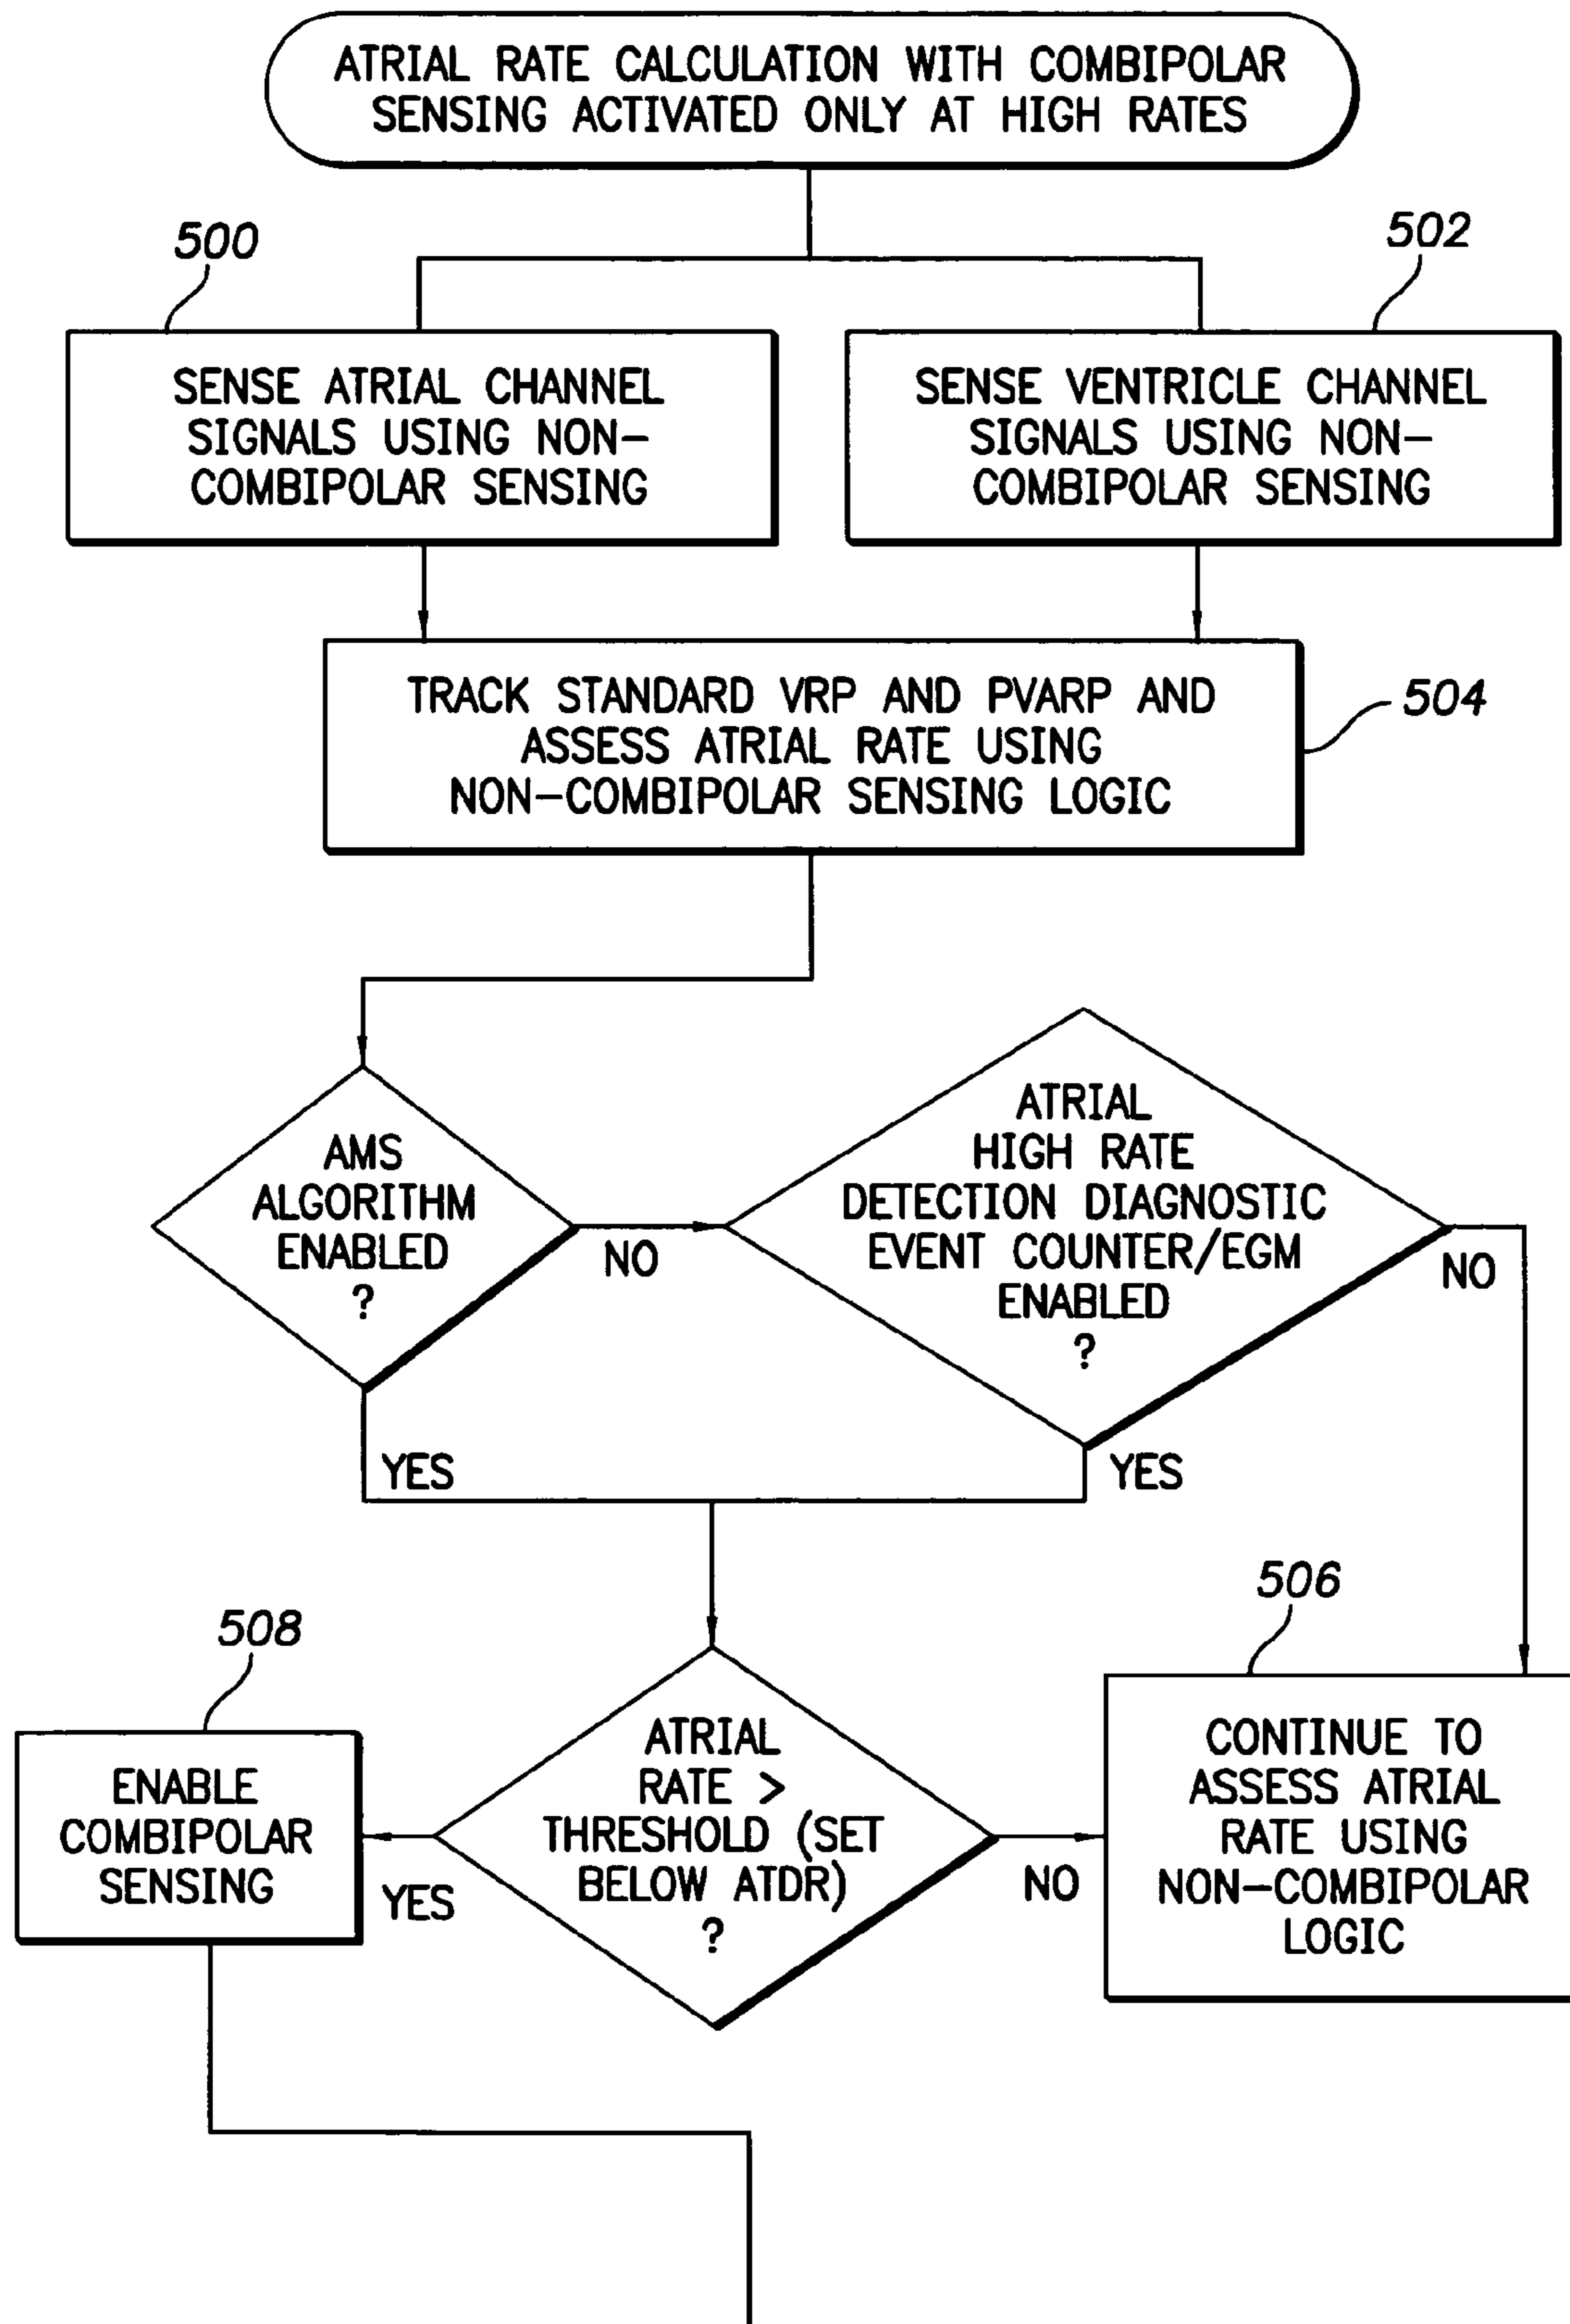 ATRIAL RATE CALCULATION WITH COMBIPOLAR
SENSING ACTIVATED ONLY AT HIGH RATES
500
502
SENSE ATRIAL CHANNEL
SIGNALS USING NON-
COMBIPOLAR SENSING
SENSE VENTRICLE CHANNEL
SIGNALS USING NON-
COMBIPOLAR SENSING
TRACK STANDARD VRP AND PVARP AND
ASSESS ATRIAL RATE USING
NON-COMBIPOLAR SENSING LOGIC
504
AMS
ALGORITHM
ENABLED
?
NO
ATRIAL
HIGH RATE
DETECTION DIAGNOSTIC
EVENT COUNTER/EGM
ENABLED
?
NO
YES
YES
508
506
ENABLE
COMBIPOLAR
SENSING
YES
ATRIAL
RATE >
THRESHOLD (SET
BELOW ATDR)
?
NO
CONTINUE TO
ASSESS ATRIAL
RATE USING
NON-COMBIPOLAR
LOGIC